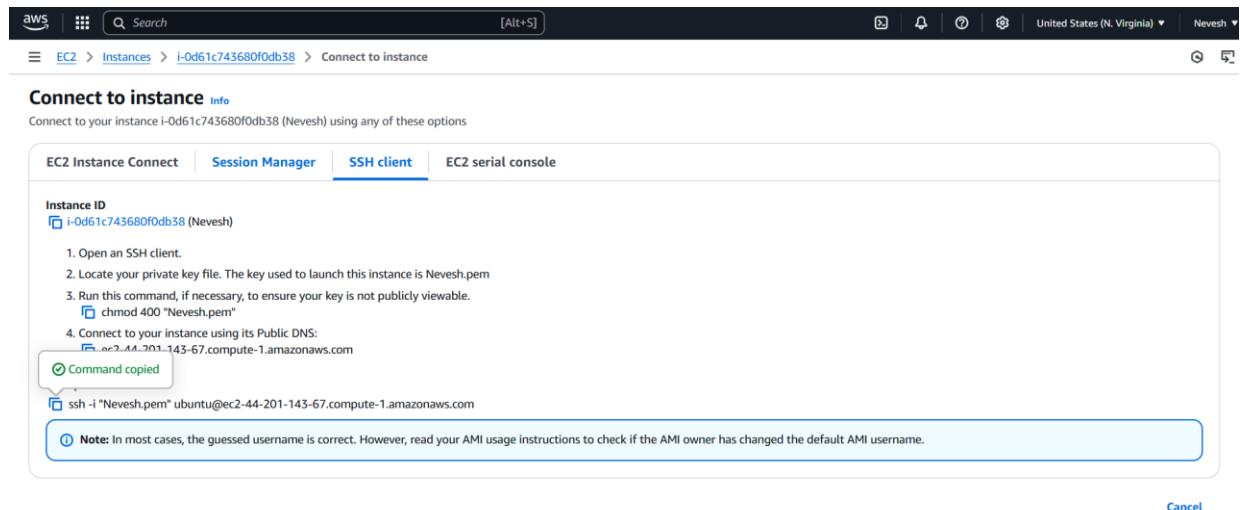 aws
Search [Alt+S] United States (N. Virginia) Nevesh
EC2 > Instances > i-0d61c743680f0db38 > Connect to instance
Connect to instance Info
Connect to your instance i-0d61c743680f0db38 (Nevesh) using any of these options
EC2 Instance Connect Session Manager SSH client EC2 serial console
Instance ID
i-0d61c743680f0db38 (Nevesh)
1. Open an SSH client.
2. Locate your private key file. The key used to launch this instance is Nevesh.pem
3. Run this command, if necessary, to ensure your key is not publicly viewable.
chmod 400 "Nevesh.pem"
4. Connect to your instance using its Public DNS:
ec2-44-201-143-67.compute-1.amazonaws.com
Command copied
ssh -i "Nevesh.pem" ubuntu@ec2-44-201-143-67.compute-1.amazonaws.com
Note: In most cases, the guessed username is correct. However, read your AMI usage instructions to check if the AMI owner has changed the default AMI username.
Cancel